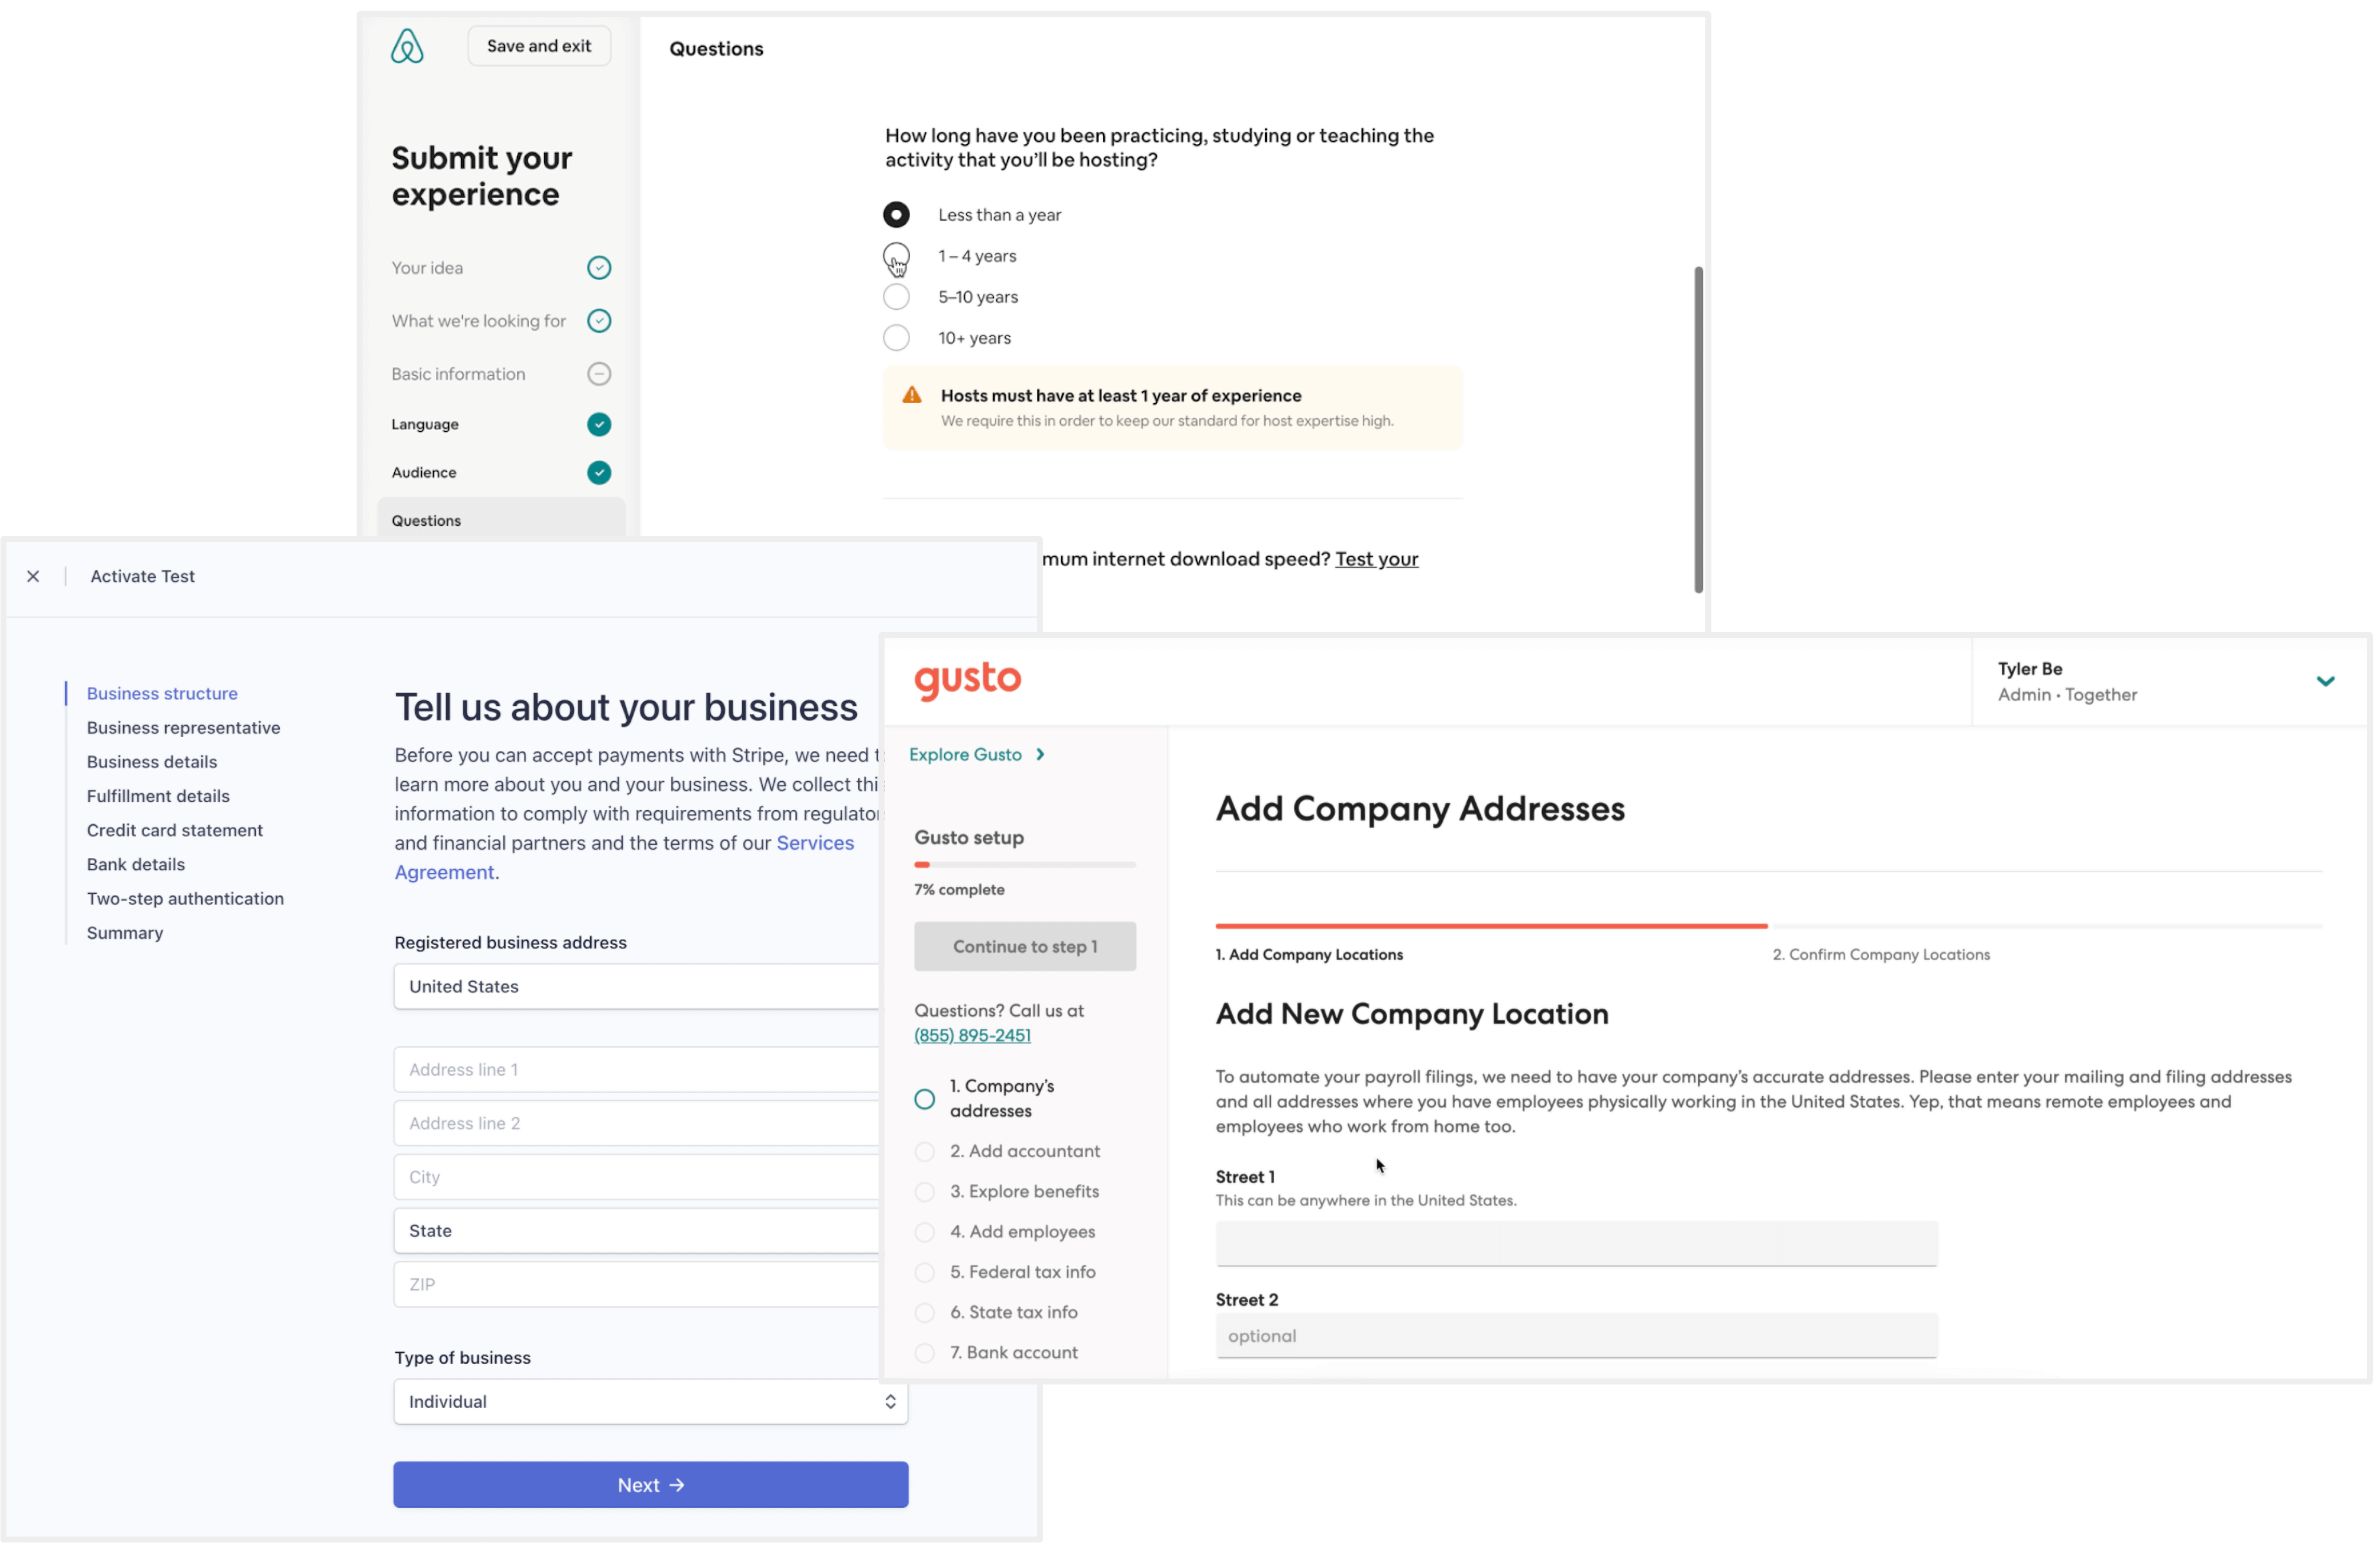 Save and exit
Questions
Submit your
experience
Your idea
What we're looking for
Basic information
Language
Audience
Questions
How long have you been practicing, studying or teaching the
activity that you'll be hosting?
Less than a year
1 – 4 years
5–10 years
10+ years
Hosts must have at least 1 year of experience
We require this in order to keep our standard for host expertise high.
internet download speed? Test your
Activate Test
Business structure
Business representative
Business details
Fulfillment details
Credit card statement
Bank details
Two-step authentication
Summary
Tell us about your business
Before you can accept payments with Stripe, we need
learn more about you and your business. We collect
information to comply with requirements from
and financial partners and the terms of our Services
Agreement.
Registered business address
United States
Address line 1
Address line 2
City
State
ZIP
Type of business
Individual
Next →
gusto
Tyler Be
Admin • Together
Explore Gusto
Gusto setup
7% complete
Continue to step 1
Questions? Call us at
(855) 895-2451
1. Company's
addresses
2. Add accountant
3. Explore benefits
4. Add employees
5. Federal tax info
6. State tax info
7. Bank account
Add Company Addresses
1. Add Company Locations
2. Confirm Company Locations
Add New Company Location
To automate your payroll filings, we need to have your company's accurate addresses. Please enter your mailing and filing addresses
and all addresses where you have employees physically working in the United States. Yep, that means remote employees and
employees who work from home too.
Street 1
This can be anywhere in the United States.
Street 2
optional